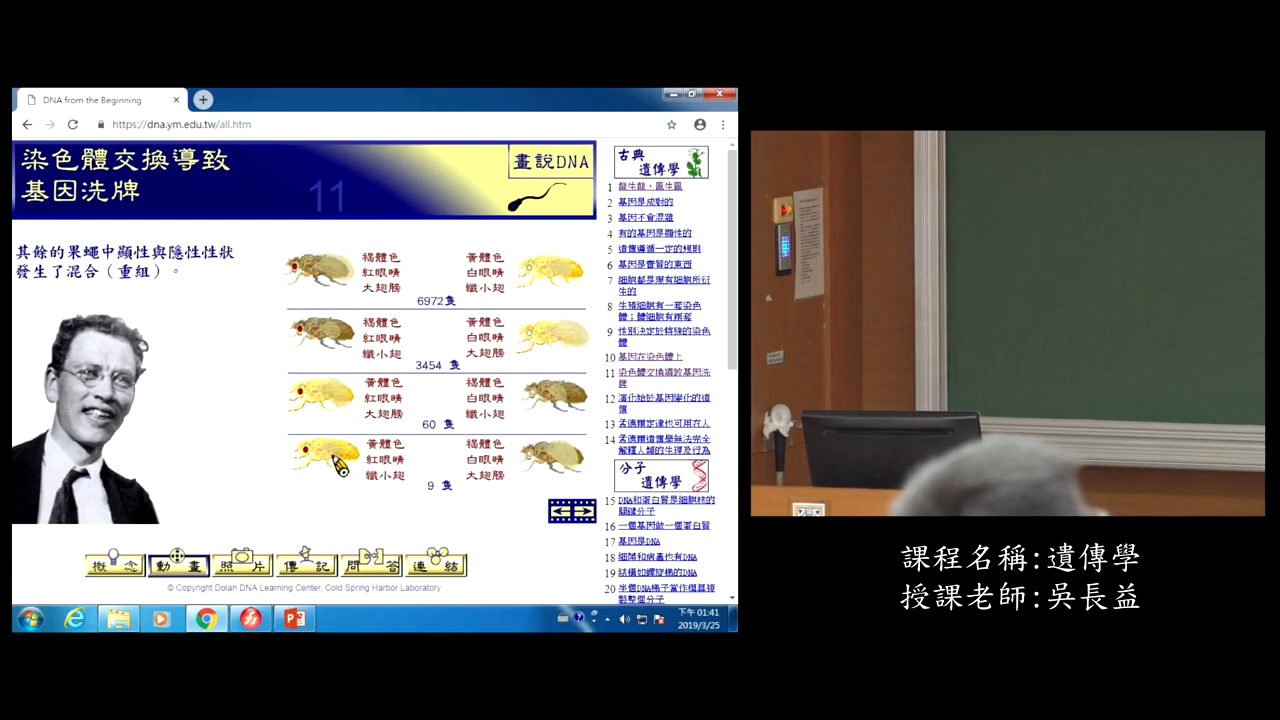 DNA from the Beginning
https://dna.ym.edu.tw/all.htm
染色體交換導致
基因洗牌
11
畫說DNA
其餘的果蠅中顯性與隱性性狀
發生了混合（重組）。
褐體色
紅眼睛
大翅膀
黃體色
白眼睛
纖小翅
6972隻
褐體色
紅眼睛
纖小翅
黃體色
白眼睛
大翅膀
3454 隻
黃體色
紅眼睛
大翅膀
褐體色
白眼睛
纖小翅
60 隻
黃體色
紅眼睛
纖小翅
褐體色
白眼睛
大翅膀
9 隻
概 念
動 畫
照 片
傳 記
問 答
連 結
© Copyright Dolan DNA Learning Center, Cold Spring Harbor Laboratory
古典
遺傳學
1 龍生龍，鳳生鳳
2 基因是成對的
3 基因不會混雜
4 有的基因是顯性的
5 遺傳遵循一定的規則
6 基因是實質的東西
7 細胞都是現有細胞所衍
生的
8 生殖細胞有一套染色
體；體細胞有兩套
9 性別決定於特殊的染色
體
10 基因在染色體上
11 染色體交換導致基因洗
牌
12 演化始於基因變化的遺
傳
13 孟德爾定律也可用在人
14 孟德爾遺傳學無法完全
解釋人類的生理及行為
分子
遺傳學
15 DNA和蛋白質是細胞核的
關鍵分子
16 一個基因做一個蛋白質
17 基因是DNA
18 細菌和病毒也有DNA
19 結構如螺旋梯的DNA
20 半個DNA梯子當作模具複
製整個分子
下午 01:41
2019/3/25
課程名稱:遺傳學
授課老師:吳長益